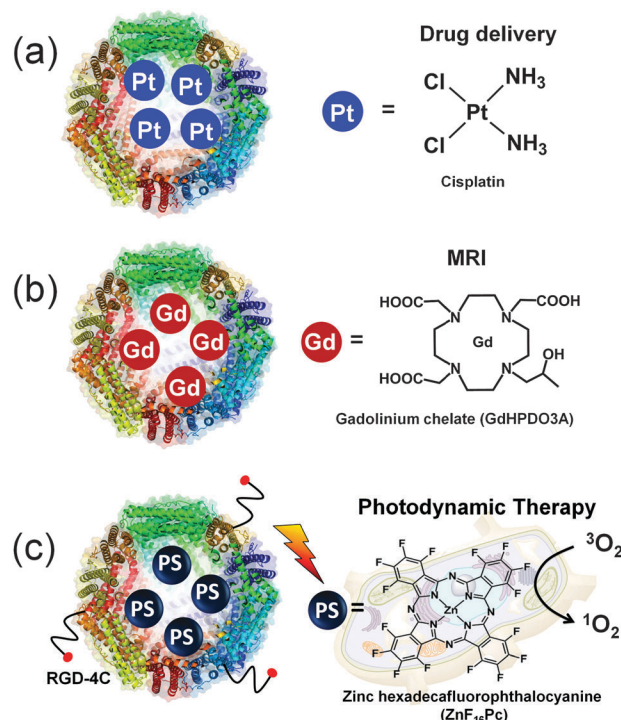 (a)
Drug delivery
Pt Pt
Pt Pt
Pt =
Cl NH3
Pt
Cl NH3
Cisplatin
(b)
MRI
Gd
Gd Gd
Gd
Gd =
HOOC COOH
N N
Gd
N N
OH
HOOC
Gadolinium chelate (GdHPDO3A)
(c)
Photodynamic Therapy
PS
PS PS
PS
RGD-4C
PS =
F F F F
F F F F
N N N
N Zn N
N N N
F F F F
F F F F
³O₂
¹O₂
Zinc hexadecafluorophthalocyanine
(ZnF₁₆Pc)